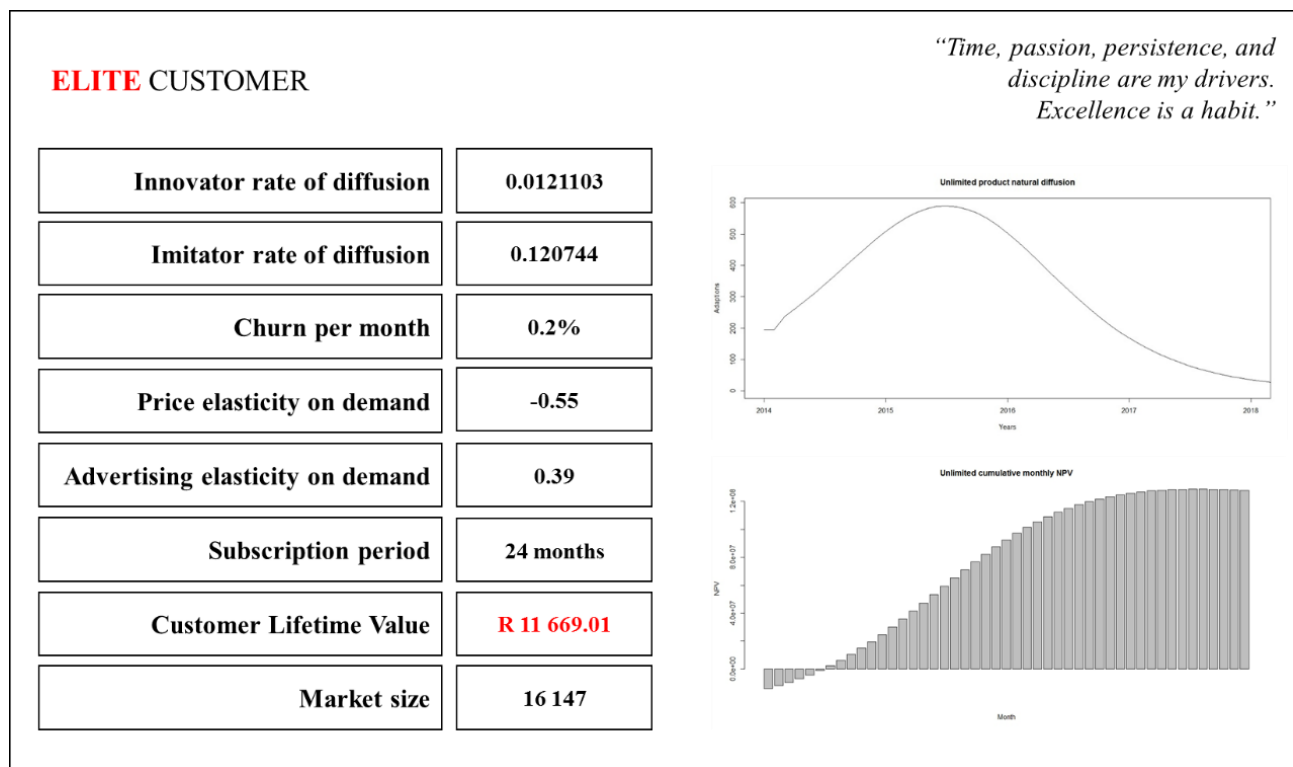 ELITE CUSTOMER
“Time, passion, persistence, and
discipline are my drivers.
Excellence is a habit.”
Innovator rate of diffusion 0.0121103
Imitator rate of diffusion 0.120744
Churn per month 0.2%
Price elasticity on demand -0.55
Advertising elasticity on demand 0.39
Subscription period 24 months
Customer Lifetime Value R 11 669.01
Market size 16 147
Unlimited product natural diffusion
Adaptions
600
500
400
300
200
100
0
2014 2015 2016 2017 2018
Years
Unlimited cumulative monthly NPV
NPV
1.2e+08
8.0e+07
4.0e+07
0.0e+00
Month